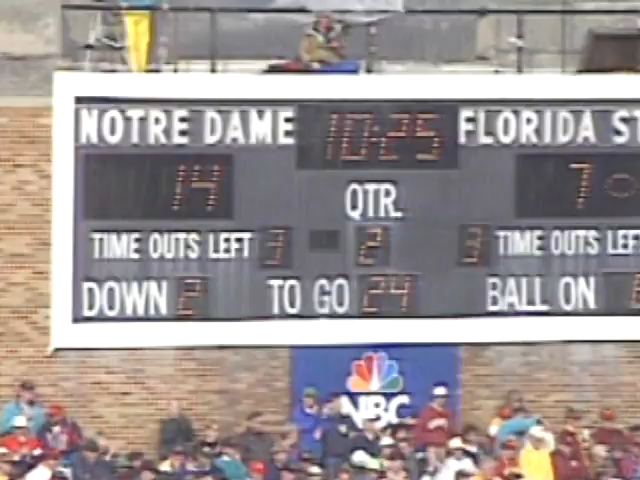 NOTRE DAME 10:25 FLORIDA ST
14 QTR. 7
TIME OUTS LEFT 3 2 3 TIME OUTS LEF
DOWN 2 TO GO 24 BALL ON
NBC